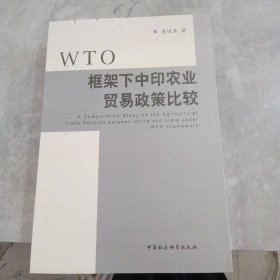 著
WTO
框架下中印农业
贸易政策比较
A Comparative Study on the Agricultural
Trade Policies between China and India under
WTO Framework
中国社会科学出版社